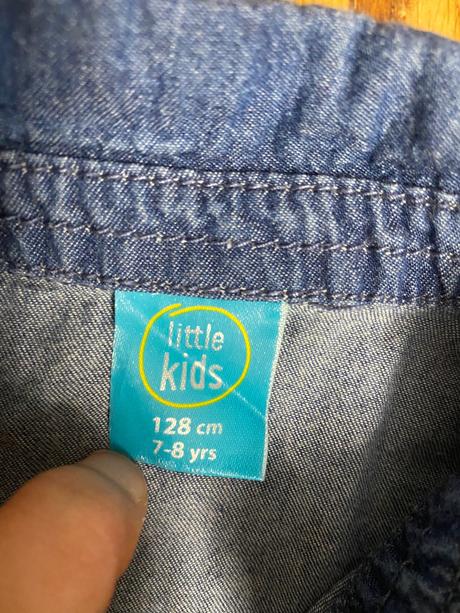 little
kids
128 cm
7-8 yrs